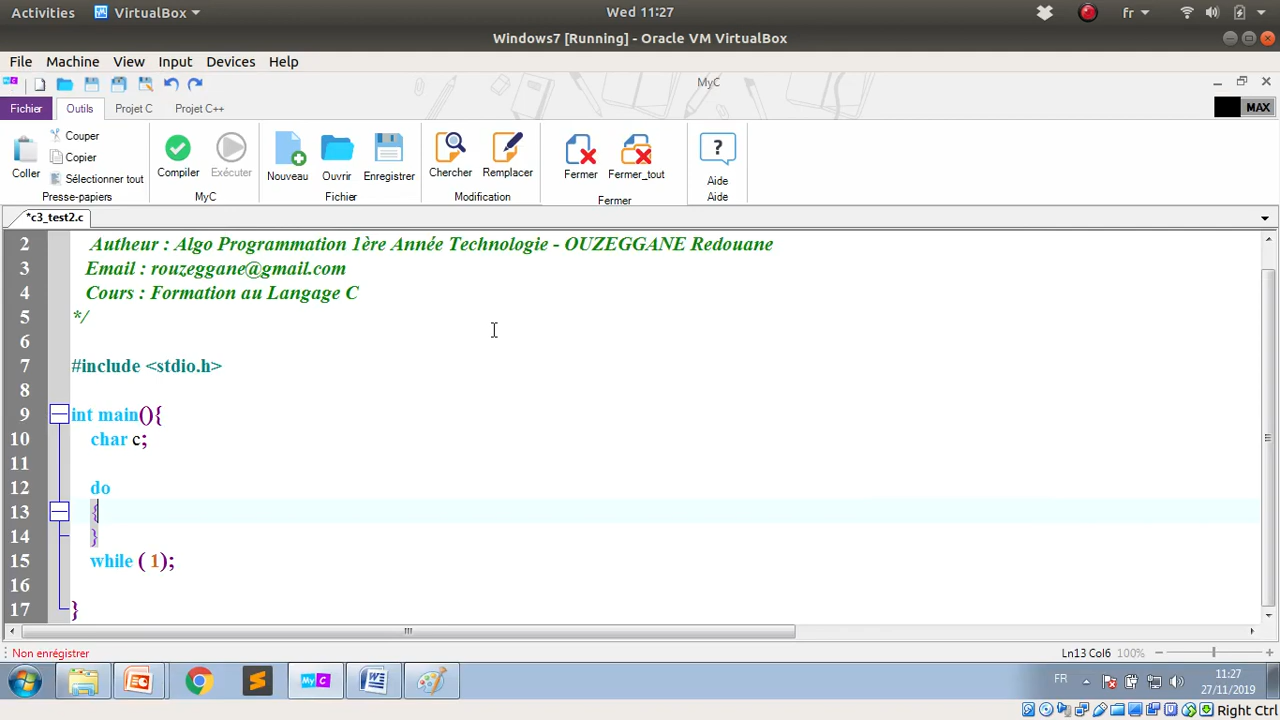 Activities VirtualBox Wed 11:27 fr
Windows7 [Running] - Oracle VM VirtualBox
File Machine View Input Devices Help
MyC
Fichier Outils Projet C Projet C++ MAX
Coller
Couper
Copier
Sélectionner tout
Presse-papiers
Compiler Exécuter
MyC
Nouveau Ouvrir Enregistrer
Fichier
Chercher Remplacer
Modification
Fermer Fermer_tout
Fermer
Aide
Aide
*c3_test2.c
2 Autheur : Algo Programmation 1ère Année Technologie - OUZEGGANE Redouane
3 Email : rouzeggane@gmail.com
4 Cours : Formation au Langage C
5 */
6
7 #include <stdio.h>
8
9 int main(){
10 char c;
11
12 do
13 {
14 }
15 while ( 1);
16
17 }
Non enregistrer Ln13 Col6 100%
FR 11:27
27/11/2019
Right Ctrl